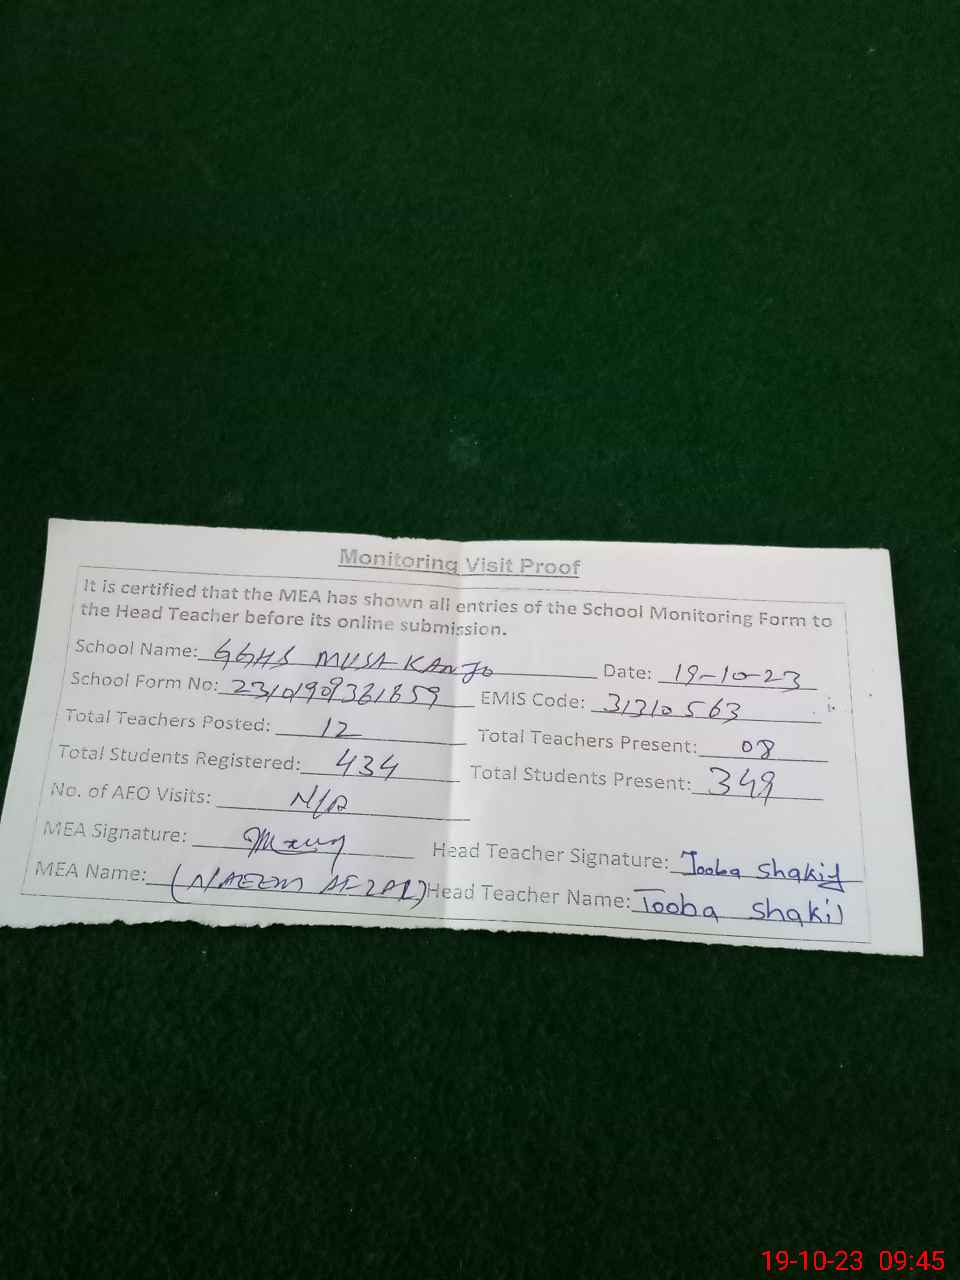 Monitoring Visit Proof
It is certified that the MEA has shown all entries of the School Monitoring Form to
the Head Teacher before its online submission.
School Name: GGHS MUSA KANJO Date: 19-10-23
School Form No: EMIS Code: 31310563
Total Teachers Posted: 12 Total Teachers Present: 08
Total Students Registered: 434 Total Students Present: 349
No. of AEO Visits: N/A
MEA Signature: Head Teacher Signature: Tooba Shakil
MEA Name: (NAEEM AFZAL) Head Teacher Name: Tooba Shakil
19-10-23 09:45